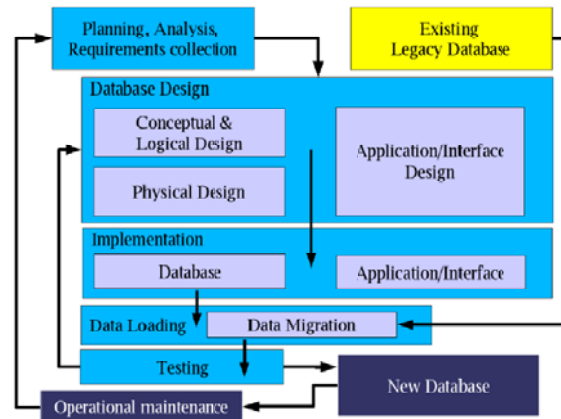 Planning, Analysis,
Requirements collection
Existing
Legacy Database
Database Design
Conceptual &
Logical Design
Application/Interface
Design
Physical Design
Implementation
Database
Application/Interface
Data Loading
Data Migration
Testing
New Database
Operational maintenance